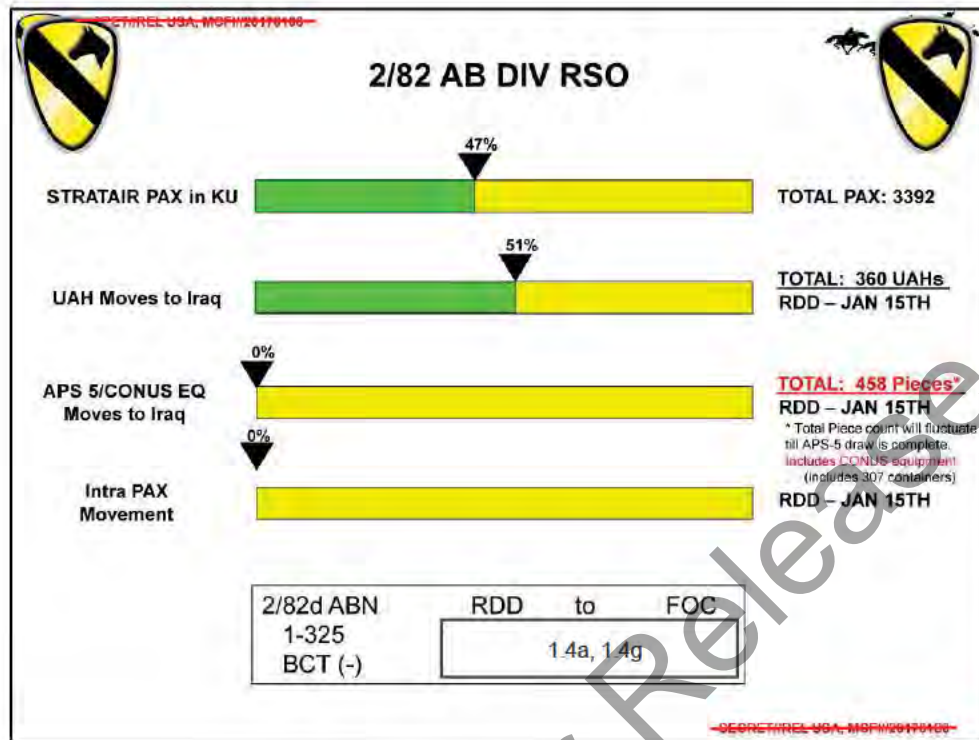 SECRET//REL USA, MCFI//20170106
2/82 AB DIV RSO
47%
STRATAIR PAX in KU
TOTAL PAX: 3392
51%
UAH Moves to Iraq
TOTAL: 360 UAHs
RDD – JAN 15TH
0%
APS 5/CONUS EQ
Moves to Iraq
TOTAL: 458 Pieces*
RDD – JAN 15TH
* Total Piece count will fluctuate
till APS-5 draw is complete.
Includes CONUS equipment
(includes 307 containers)
0%
Intra PAX
Movement
RDD – JAN 15TH
2/82d ABN RDD to FOC
1-325
BCT (-)
1.4a, 1.4g
Release
SECRET//REL USA, MCFI//20170106